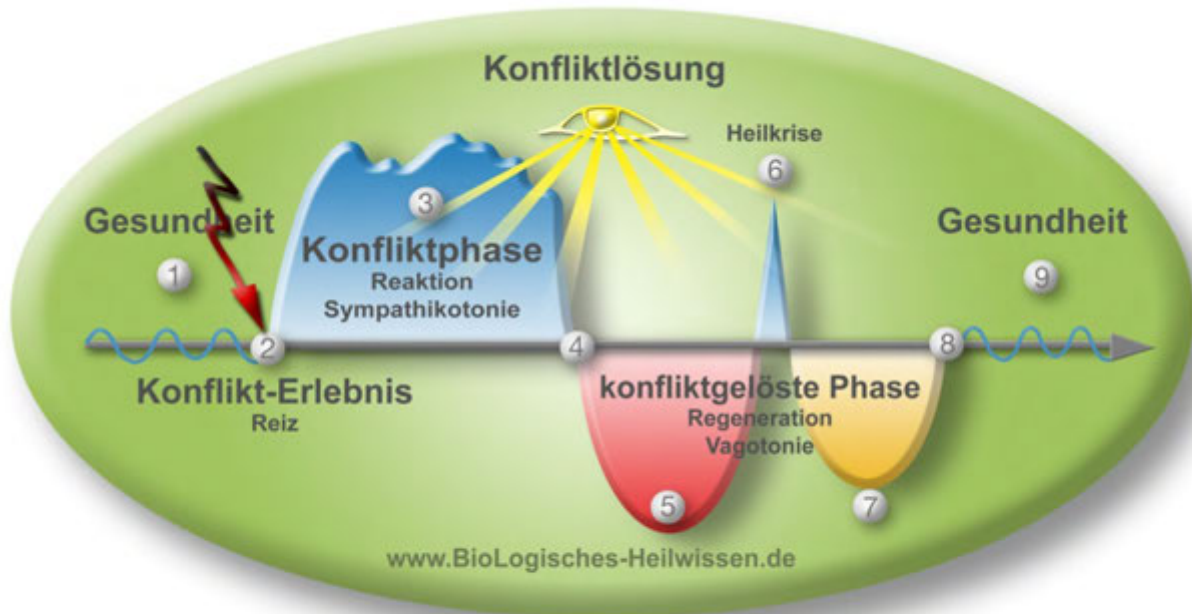 Konfliktlösung
Heilkrise
6
3
Gesundheit
Gesundheit
1
Konfliktphase
9
Reaktion
Sympathikotonie
2
4
8
Konflikt-Erlebnis
Reiz
konfliktgelöste Phase
Regeneration
Vagotonie
5
7
www.BioLogisches-Heilwissen.de